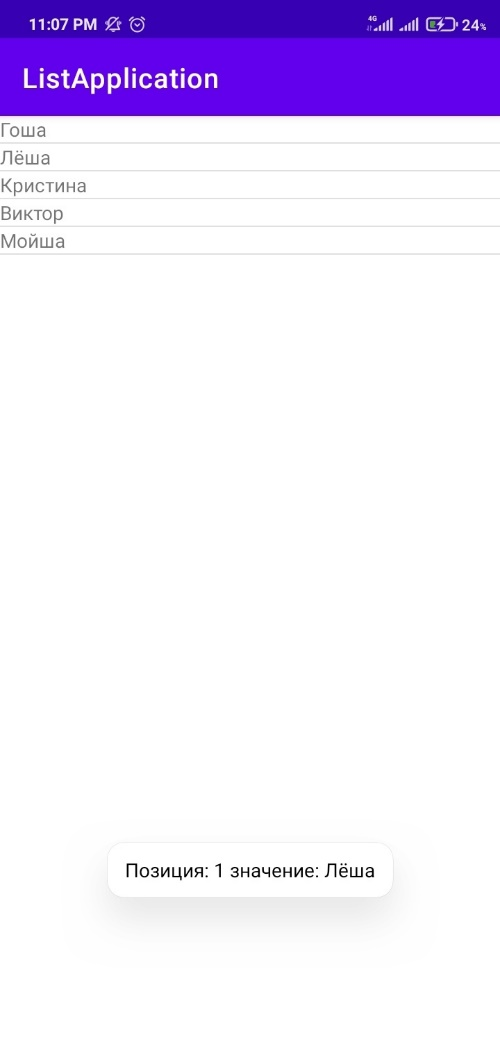 11:07 PM 4G 24%
ListApplication
Гоша
Лёша
Кристина
Виктор
Мойша
Позиция: 1 значение: Лёша